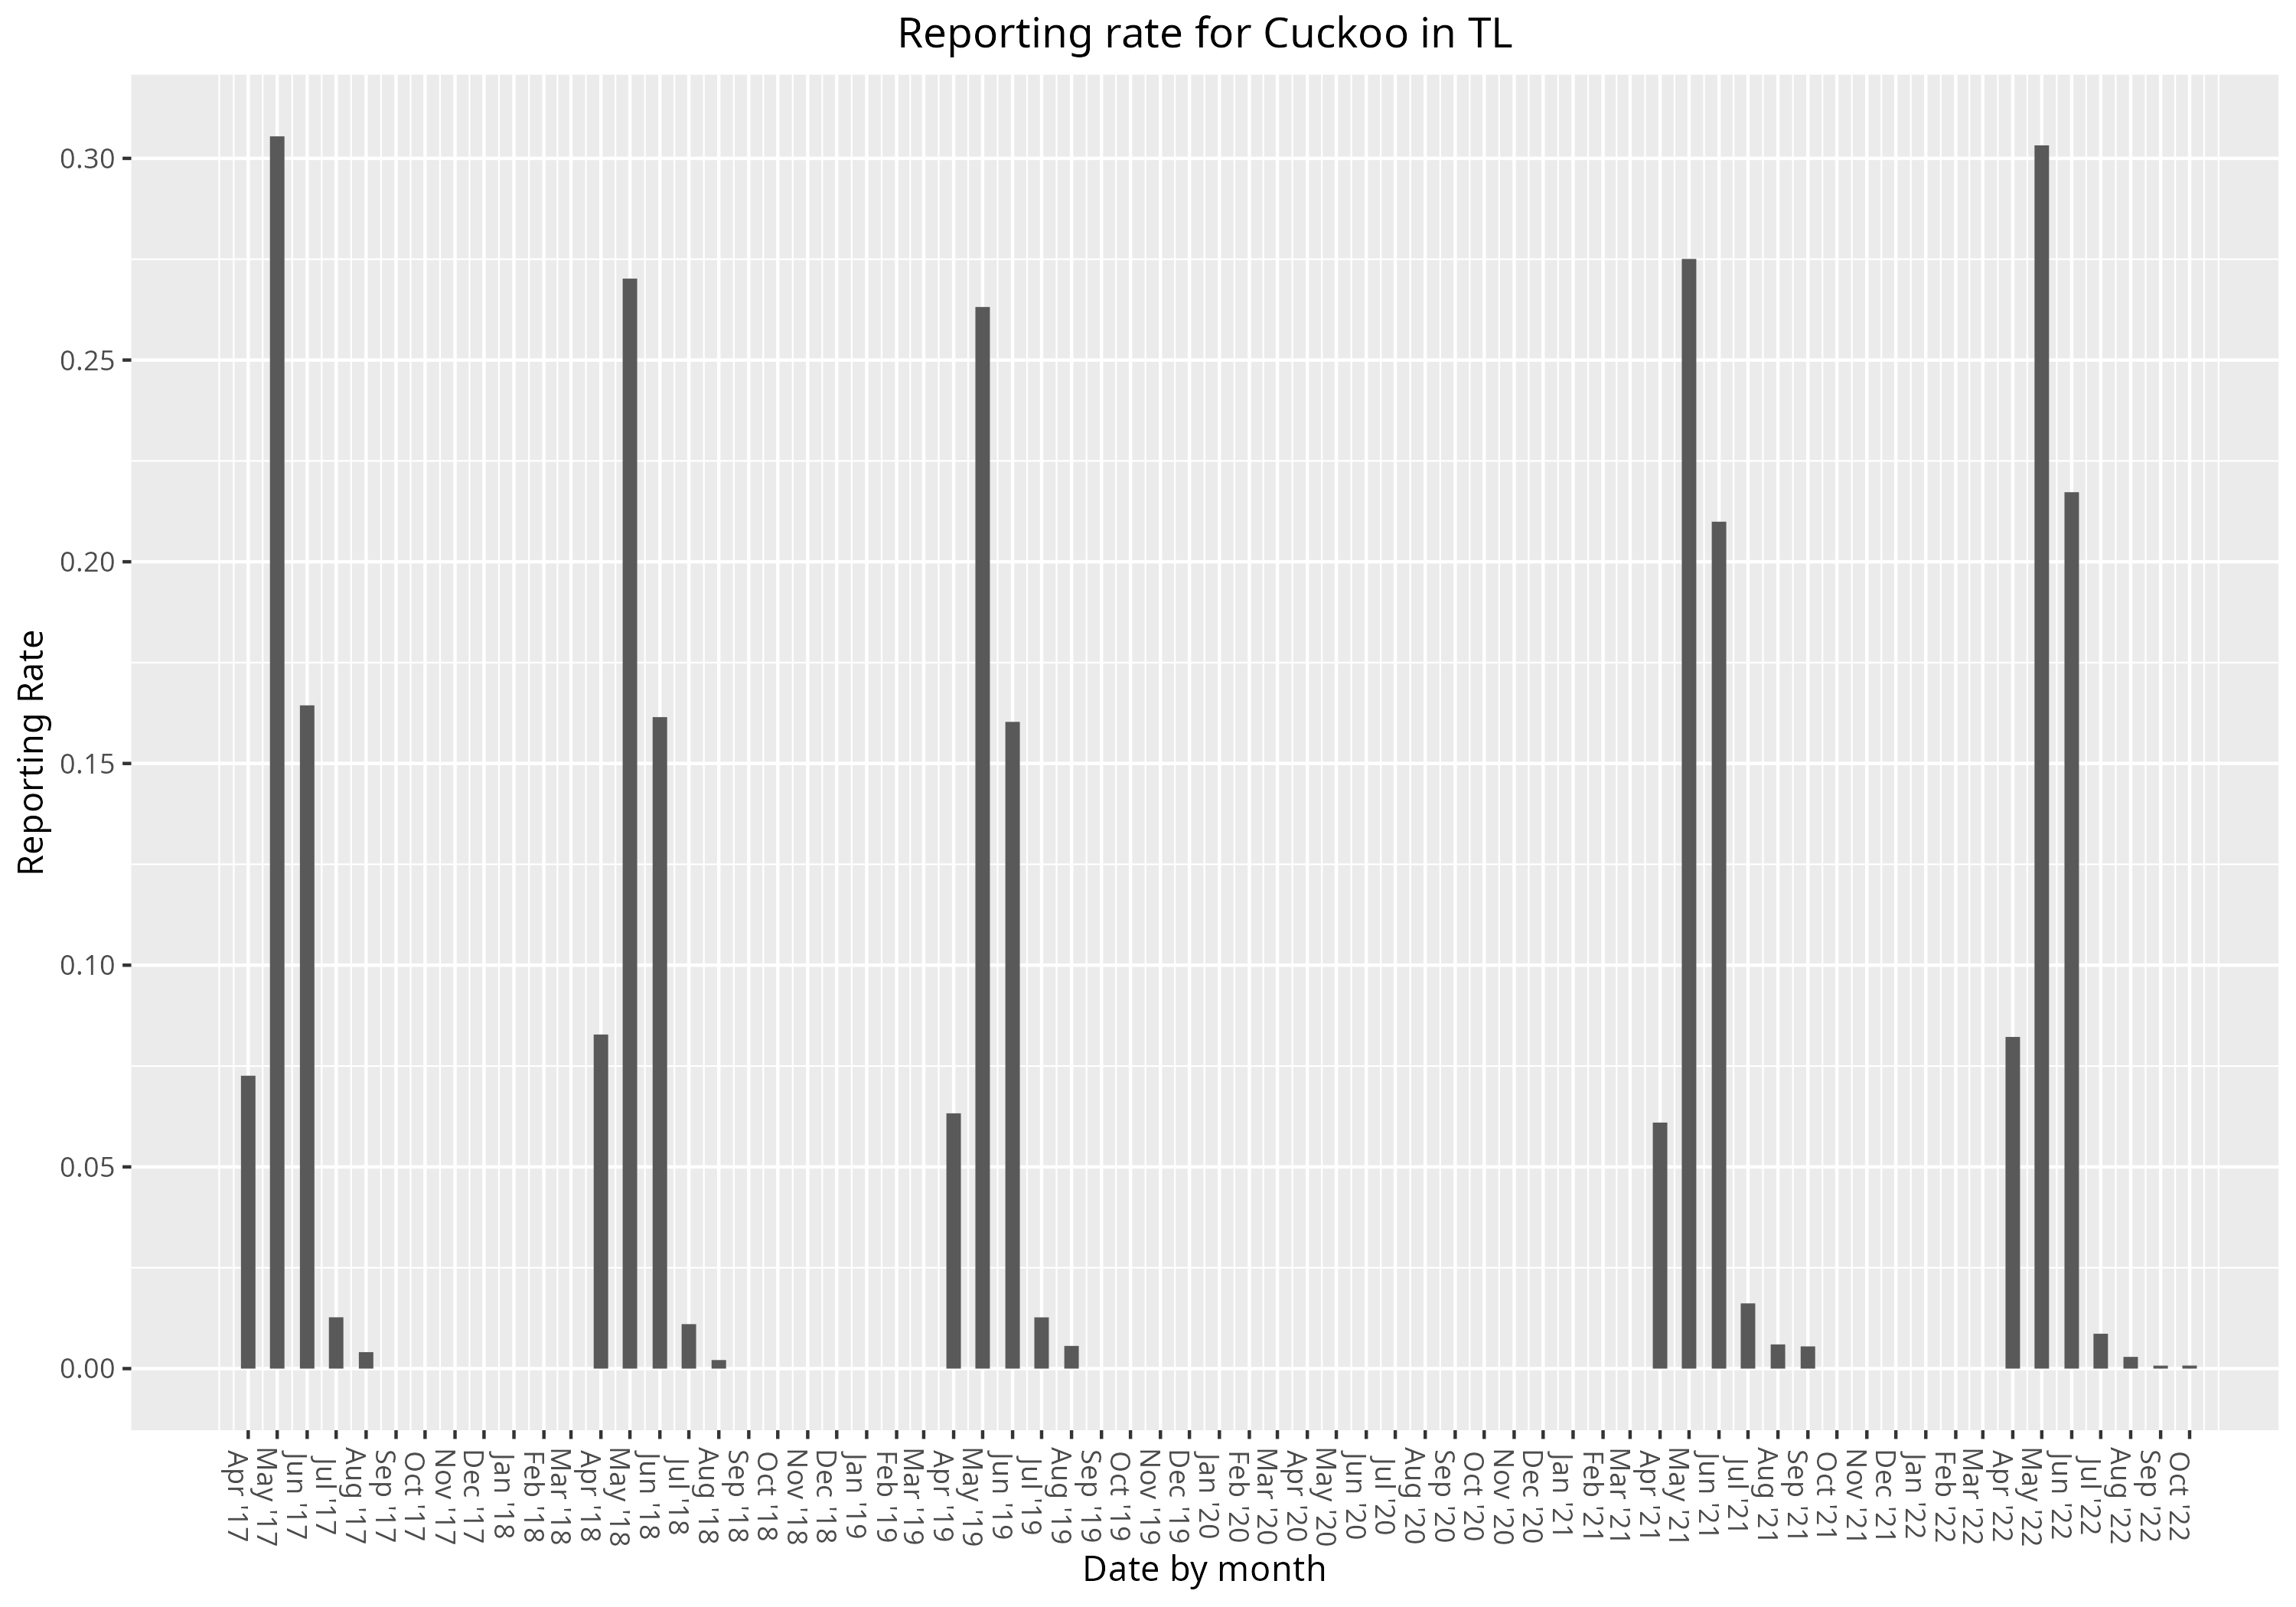 Reporting rate for Cuckoo in TL
Reporting Rate
0.30
0.25
0.20
0.15
0.10
0.05
0.00
Apr '17
May '17
Jun '17
Jul '17
Aug '17
Sep '17
Oct '17
Nov '17
Dec '17
Jan '18
Feb '18
Mar '18
Apr '18
May '18
Jun '18
Jul '18
Aug '18
Sep '18
Oct '18
Nov '18
Dec '18
Jan '19
Feb '19
Mar '19
Apr '19
May '19
Jun '19
Jul '19
Aug '19
Sep '19
Oct '19
Nov '19
Dec '19
Jan '20
Feb '20
Mar '20
Apr '20
May '20
Jun '20
Jul '20
Aug '20
Sep '20
Oct '20
Nov '20
Dec '20
Jan '21
Feb '21
Mar '21
Apr '21
May '21
Jun '21
Jul '21
Aug '21
Sep '21
Oct '21
Nov '21
Dec '21
Jan '22
Feb '22
Mar '22
Apr '22
May '22
Jun '22
Jul '22
Aug '22
Sep '22
Oct '22
Date by month